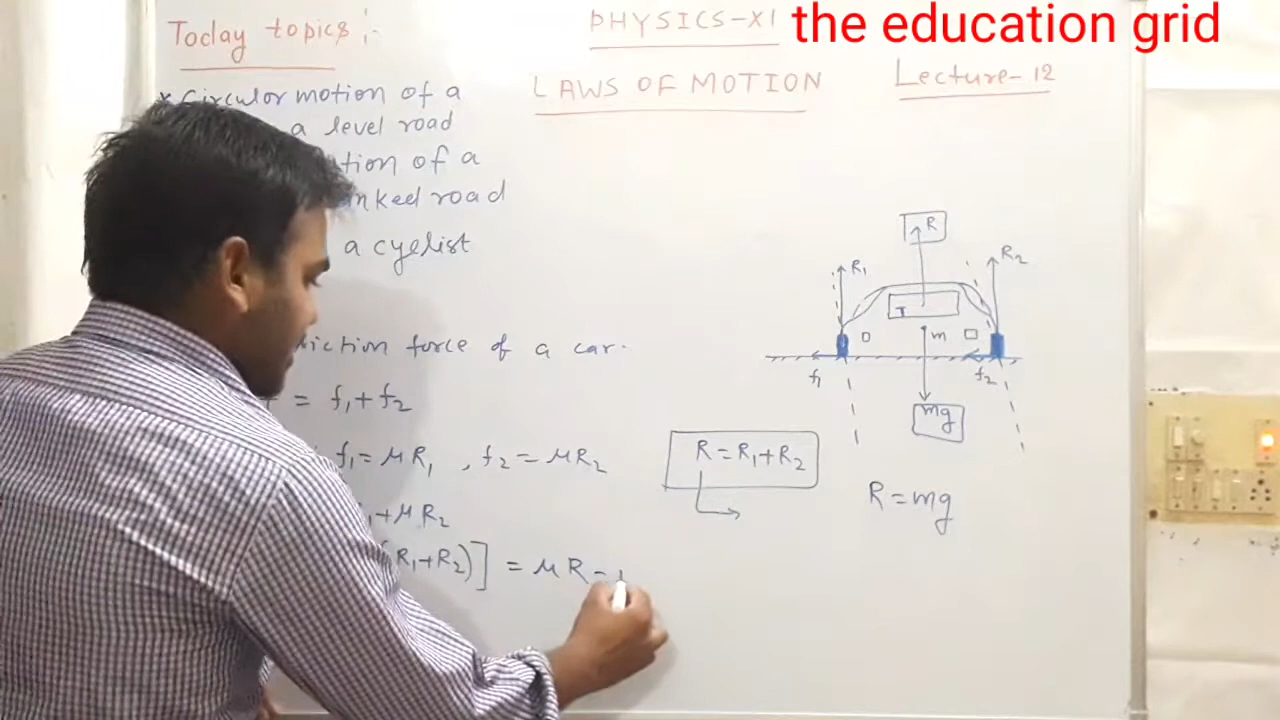 Today topics :-
PHYSICS-XI
the education grid
LAWS OF MOTION
Lecture-12
* Circular motion of a
a level road
tion of a
nked road
a cyclist
friction force of a car.
= f₁+f₂
f₁=μR₁ , f₂=μR₂
+μR₂
R₁+R₂)] = μR =
R
R₁
R₂
m
f₁
f₂
mg
R=R₁+R₂
R=mg